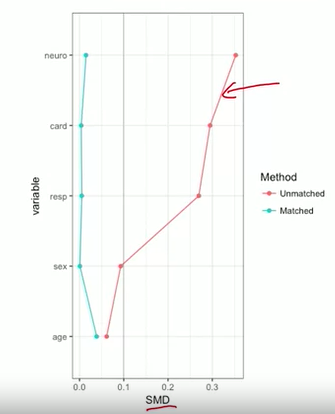 neuro
card
resp
sex
age
variable
0.0 0.1 0.2 0.3
SMD
Method
Unmatched
Matched